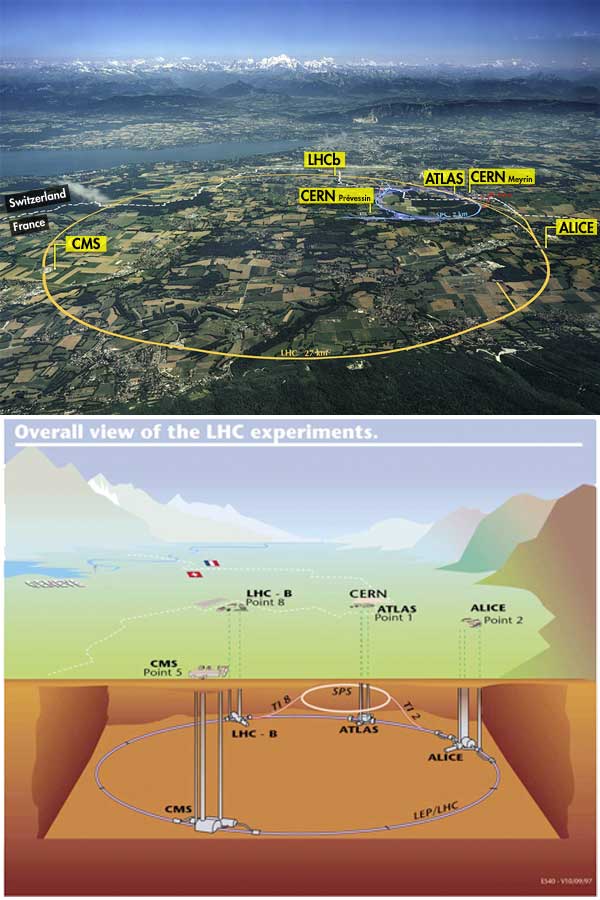 LHCb
ATLAS
CERN Meyrin
CERN Prévessin
SPS 7 km
Switzerland
France
ALICE
CMS
LHC 27 km
Overall view of the LHC experiments.
LHC - B
Point 8
CERN
ATLAS
Point 1
ALICE
Point 2
CMS
Point 5
SPS
TI 8
TI 2
LHC - B
ATLAS
ALICE
CMS
LEP/LHC
E540 - V10/09/97